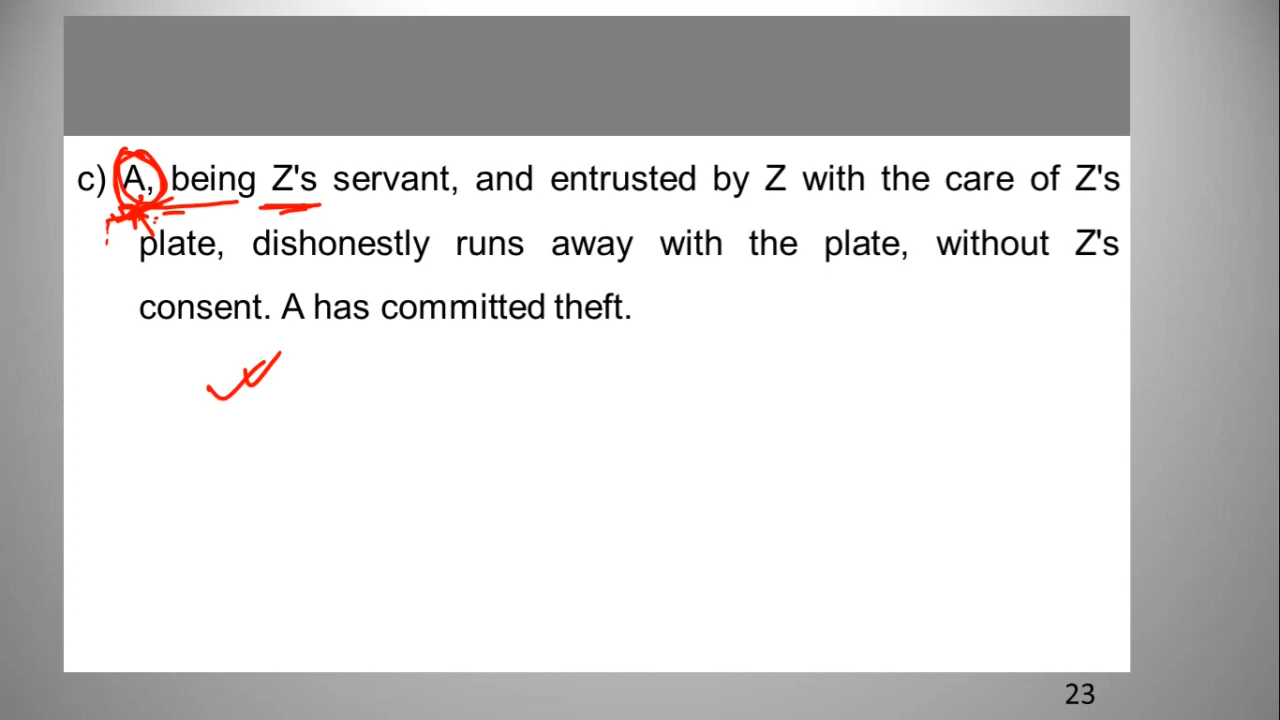 c) A, being Z's servant, and entrusted by Z with the care of Z's
plate, dishonestly runs away with the plate, without Z's
consent. A has committed theft.
23